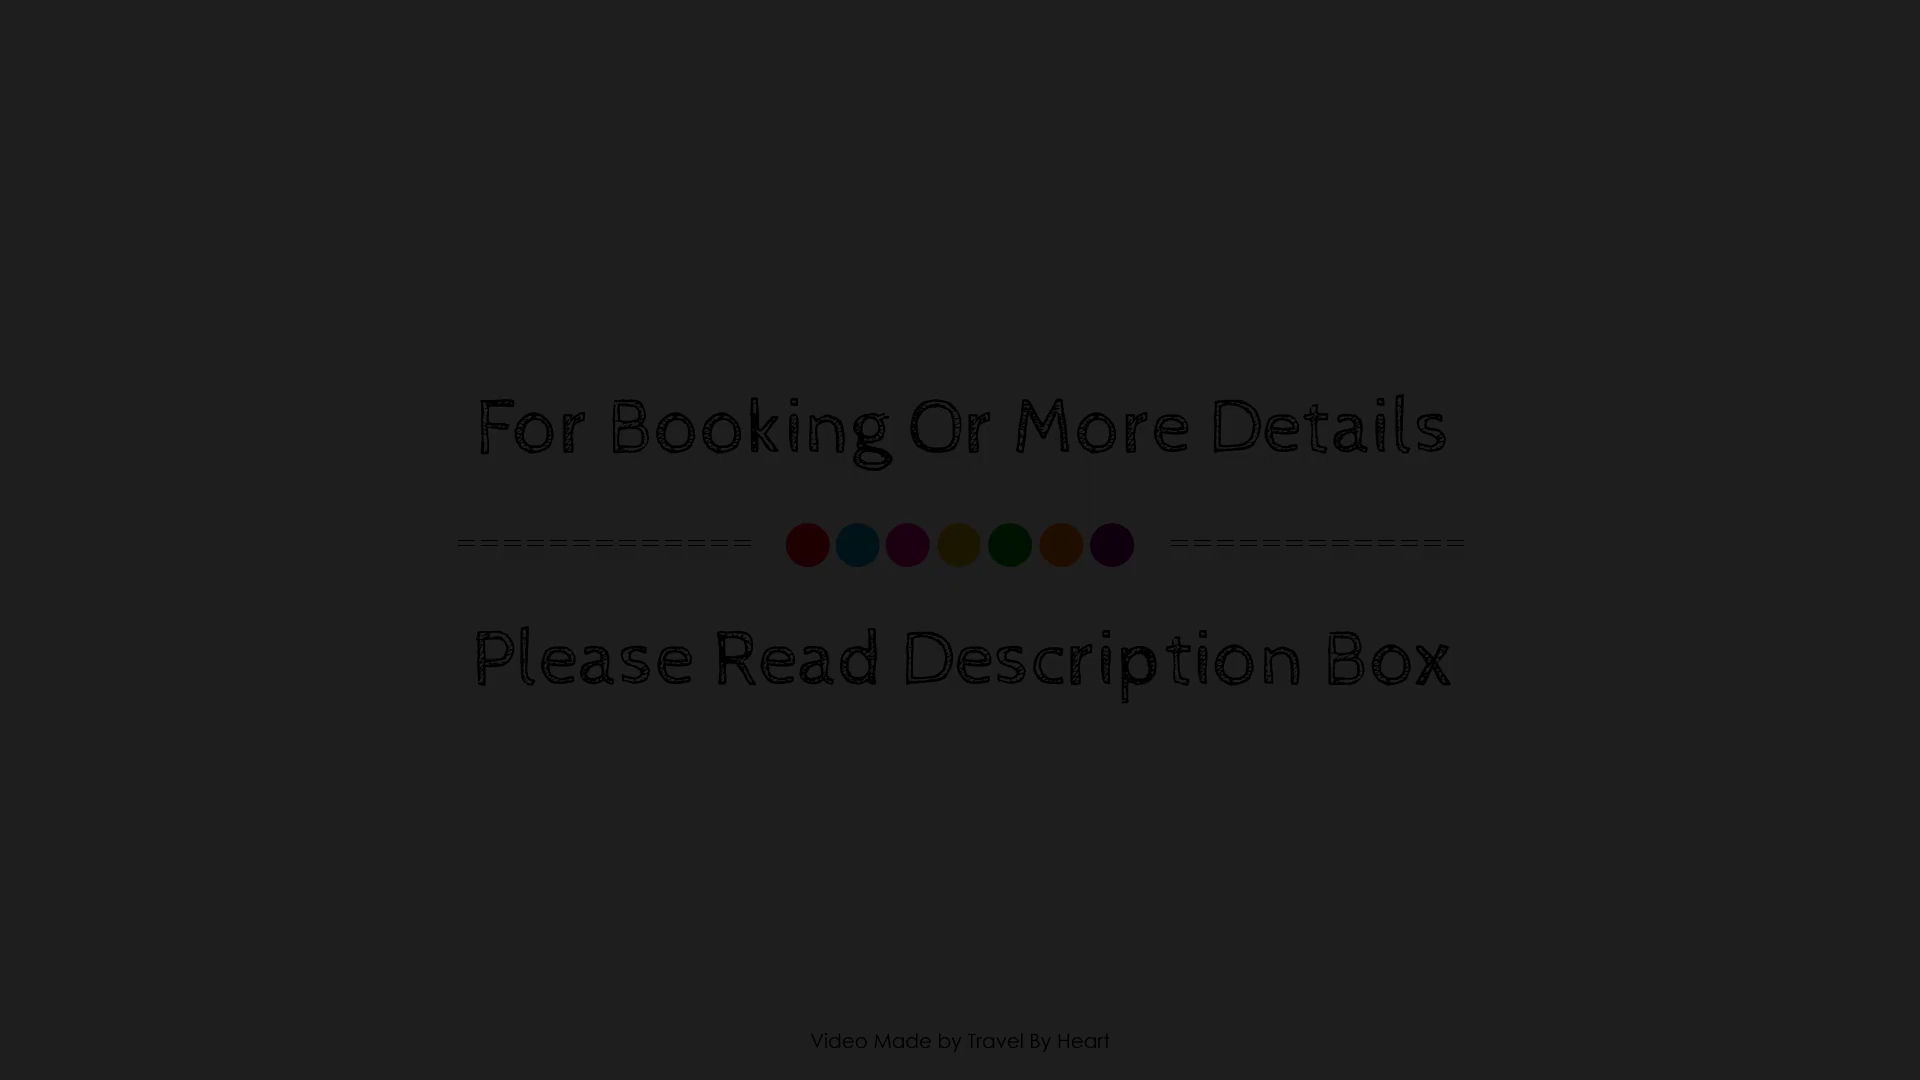 For Booking Or More Details
============= =============
Please Read Description Box
Video Made by Travel By Heart